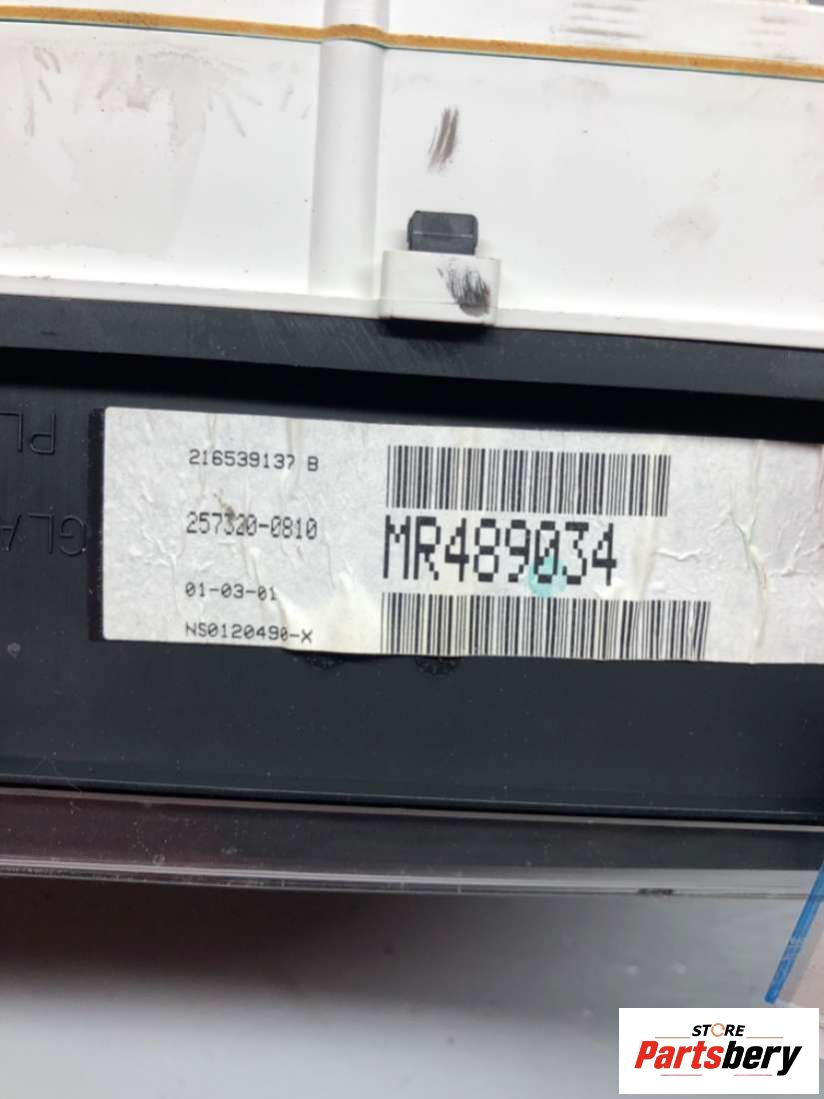 216539137 B
257320-0810
MR489034
01-03-01
NS0120490-X
STORE
Partsbery